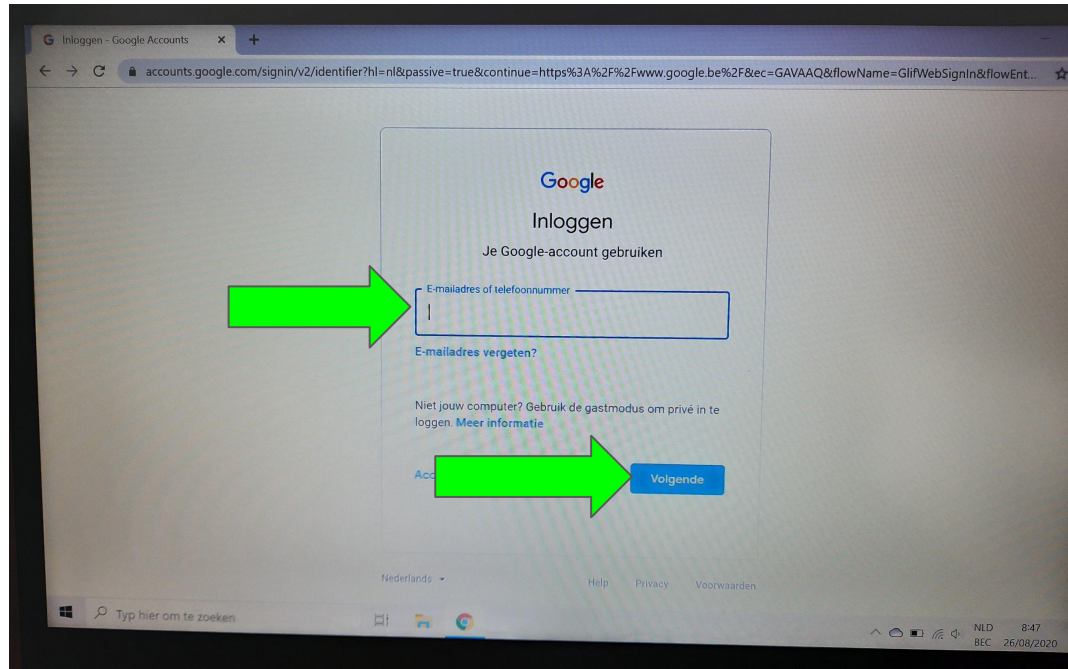 Inloggen - Google Accounts
accounts.google.com/signin/v2/identifier?hl=nl&passive=true&continue=https%3A%2F%2Fwww.google.be%2F&ec=GAVAAQ&flowName=GlifWebSignIn&flowEnt...
Google
Inloggen
Je Google-account gebruiken
E-mailadres of telefoonnummer
E-mailadres vergeten?
Niet jouw computer? Gebruik de gastmodus om privé in te
loggen. Meer informatie
Volgende
Nederlands
Help Privacy Voorwaarden
Typ hier om te zoeken
NLD 8:47
BEC 26/08/2020